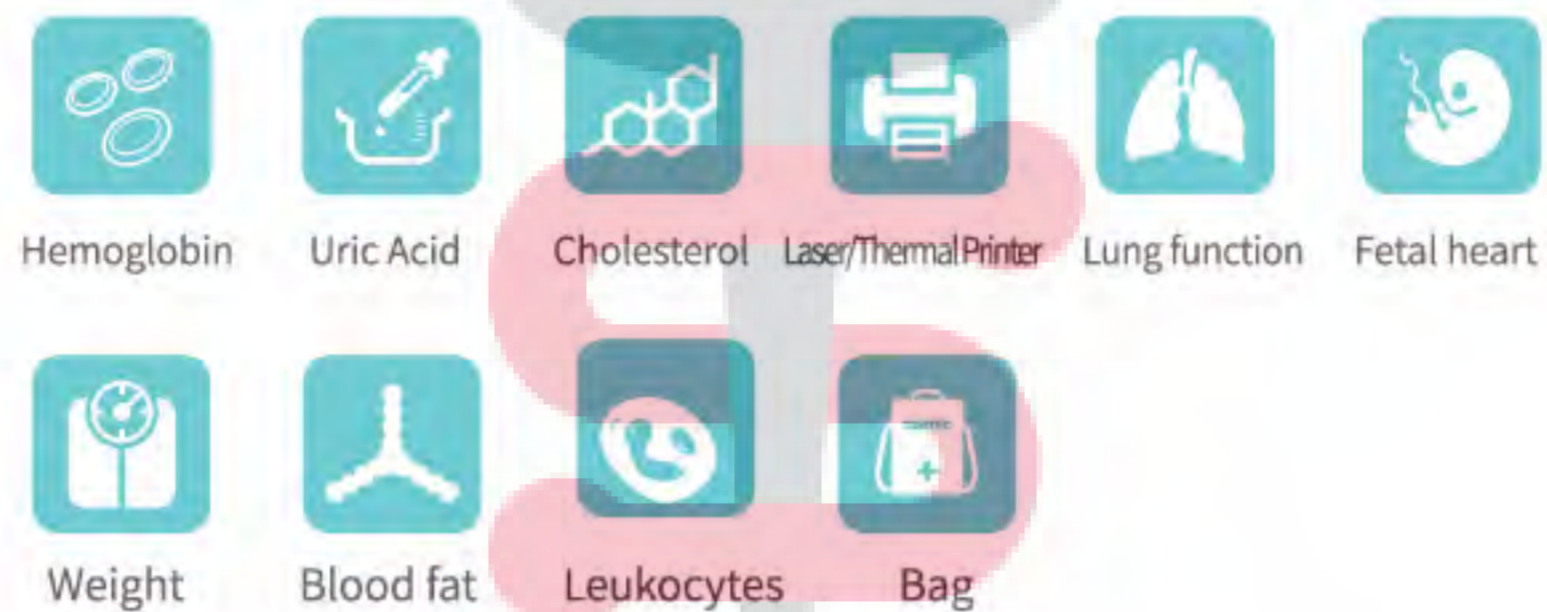 Hemoglobin Uric Acid Cholesterol Laser/Thermal Printer Lung function Fetal heart
Weight Blood fat Leukocytes Bag